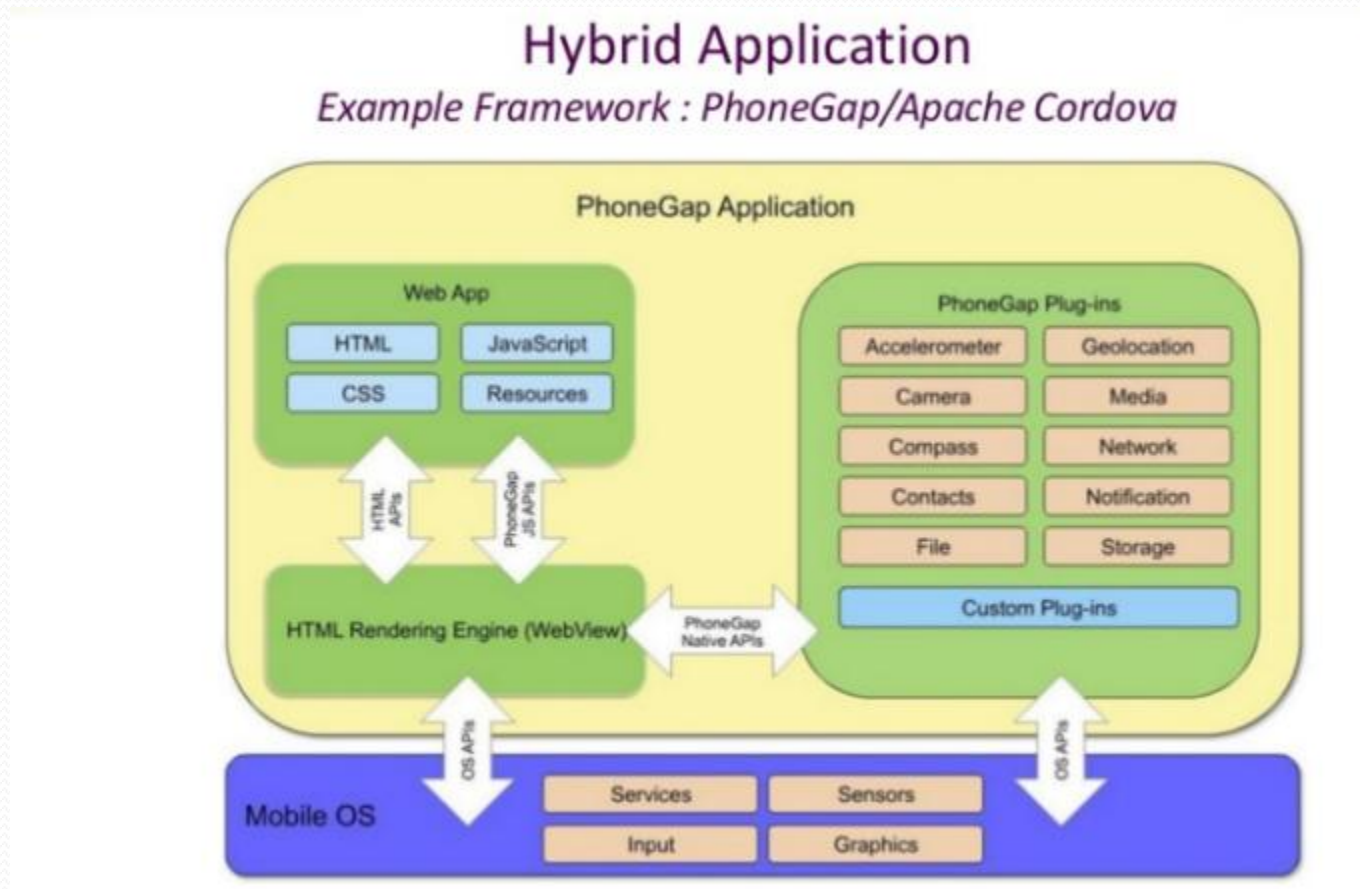 Hybrid Application
Example Framework : PhoneGap/Apache Cordova
PhoneGap Application
Web App
HTML
JavaScript
CSS
Resources
HTML
APIs
PhoneGap
JS APIs
HTML Rendering Engine (WebView)
PhoneGap
Native APIs
PhoneGap Plug-ins
Accelerometer
Geolocation
Camera
Media
Compass
Network
Contacts
Notification
File
Storage
Custom Plug-ins
OS APIs
OS APIs
Mobile OS
Services
Sensors
Input
Graphics